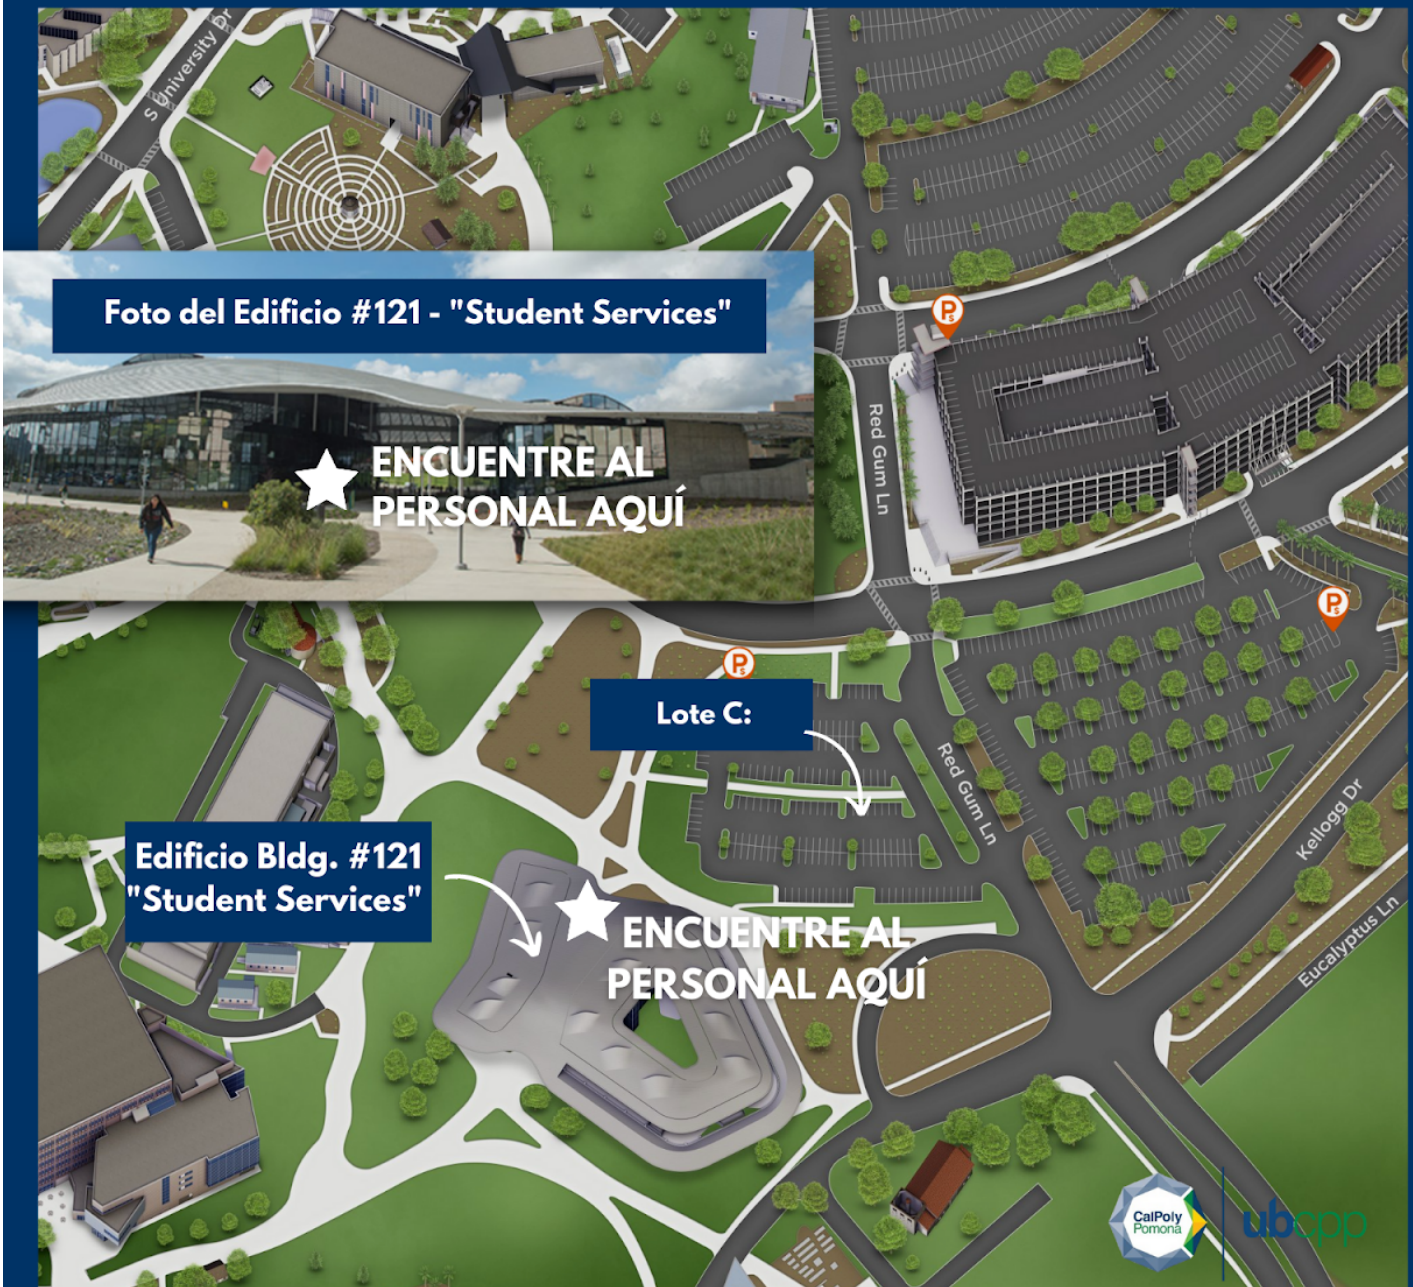 S University Dr
Foto del Edificio #121 - "Student Services"
ENCUENTRE AL
PERSONAL AQUÍ
P
s
Red Gum Ln
P
s
P
s
Lote C:
Red Gum Ln
Kellogg Dr
Eucalyptus Ln
Edificio Bldg. #121
"Student Services"
ENCUENTRE AL
PERSONAL AQUÍ
CalPoly
Pomona
ubcpp